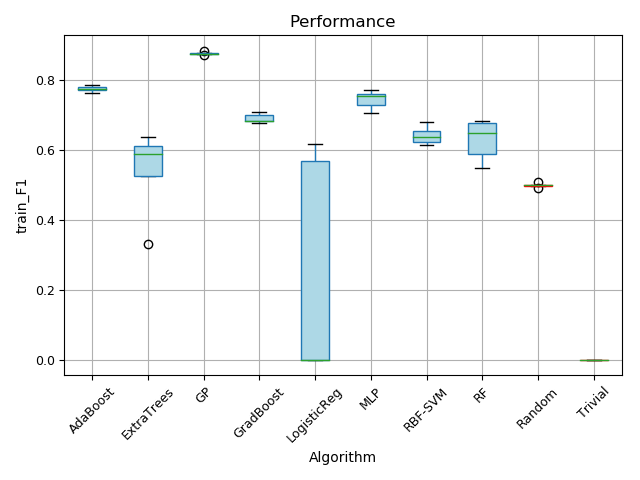 Performance
train_F1
0.8
0.6
0.4
0.2
0.0
AdaBoost
ExtraTrees
GP
GradBoost
LogisticReg
MLP
RBF-SVM
RF
Random
Trivial
Algorithm